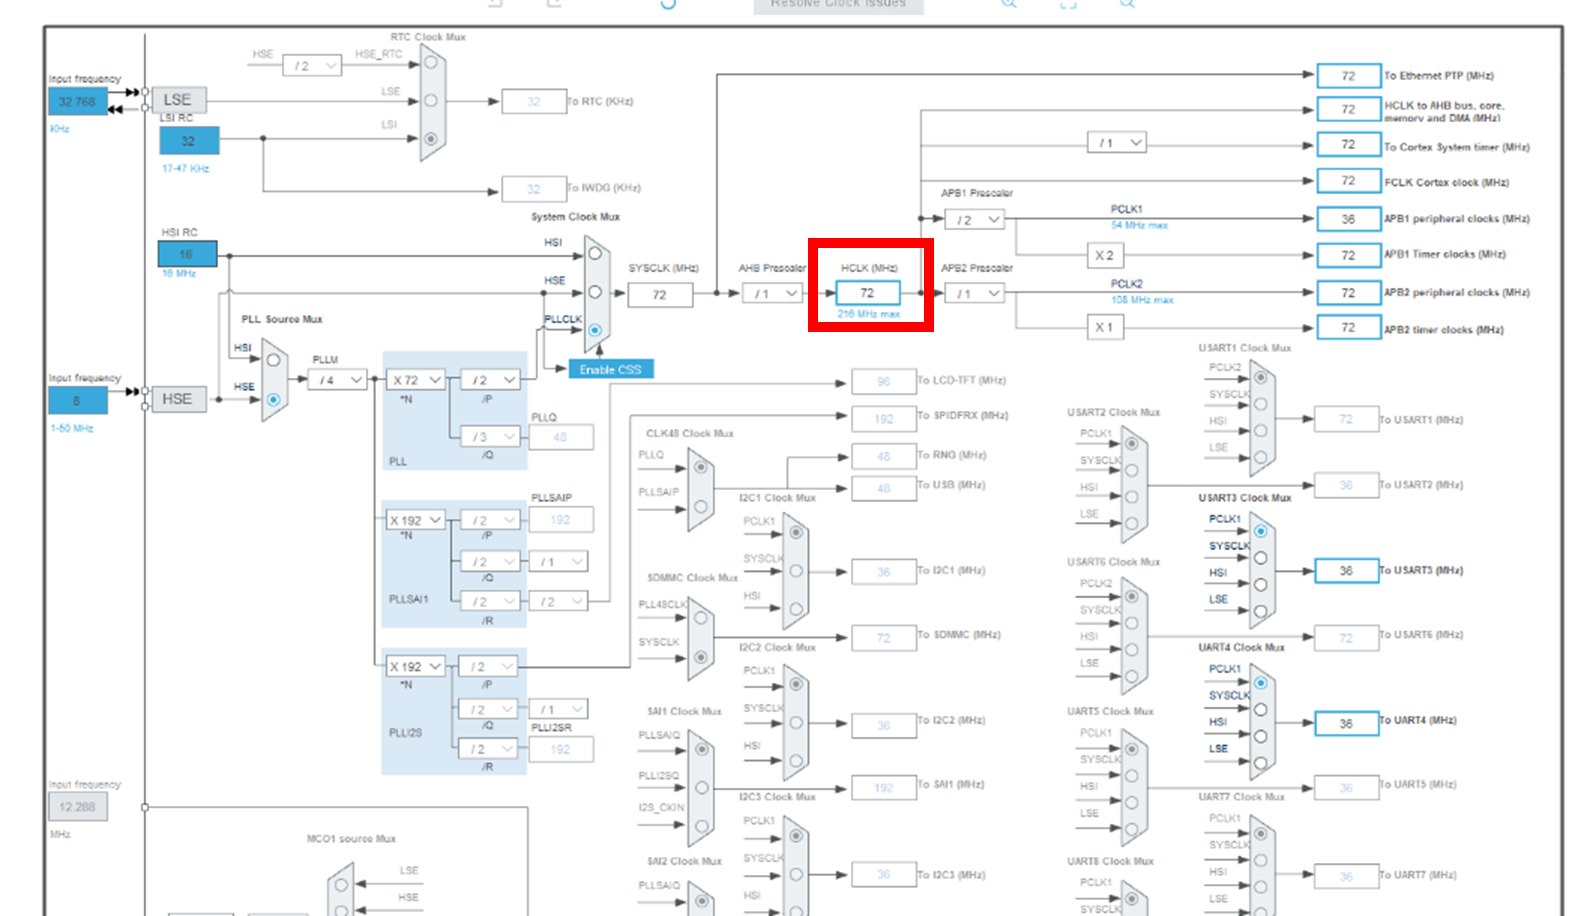 Resolve Clock Issues
RTC Clock Mux
HSE
/ 2
HSE_RTC
Input frequency
32.768
KHz
LSE
LSE
32
To RTC (KHz)
LSI RC
32
17-47 KHz
LSI
32
To IWDG (KHz)
72
To Ethernet PTP (MHz)
72
HCLK to AHB bus, core,
memory and DMA (MHz)
/ 1
72
To Cortex System timer (MHz)
72
FCLK Cortex clock (MHz)
APB1 Prescaler
/ 2
PCLK1
54 MHz max
36
APB1 peripheral clocks (MHz)
X 2
72
APB1 Timer clocks (MHz)
System Clock Mux
HSI RC
16
16 MHz
HSI
HSE
PLLCLK
SYSCLK (MHz)
72
AHB Prescaler
/ 1
HCLK (MHz)
72
216 MHz max
APB2 Prescaler
/ 1
PCLK2
108 MHz max
72
APB2 peripheral clocks (MHz)
X 1
72
APB2 timer clocks (MHz)
Enable CSS
PLL Source Mux
HSI
HSE
Input frequency
8
1-50 MHz
HSE
PLLM
/ 4
X 72
*N
/ 2
/P
PLLQ
/ 3
48
/Q
PLL
X 192
*N
PLLSAIP
/ 2
192
/P
/ 2
/ 1
/Q
PLLSAI1
/ 2
/ 2
/R
X 192
*N
/ 2
/P
/ 2
/ 1
/Q
PLLI2SR
PLLI2S
/ 2
192
/R
96
To LCD-TFT (MHz)
192
To SPIDFRX (MHz)
CLK48 Clock Mux
PLLQ
PLLSAIP
48
To RNG (MHz)
48
To USB (MHz)
I2C1 Clock Mux
PCLK1
SYSCLK
HSI
36
To I2C1 (MHz)
SDMMC Clock Mux
PLL48CLK
SYSCLK
72
To SDMMC (MHz)
I2C2 Clock Mux
PCLK1
SYSCLK
HSI
36
To I2C2 (MHz)
SAI1 Clock Mux
PLLSAIQ
PLLI2SQ
I2S_CKIN
192
To SAI1 (MHz)
I2C3 Clock Mux
PCLK1
SYSCLK
HSI
36
To I2C3 (MHz)
SAI2 Clock Mux
PLLSAIQ
USART1 Clock Mux
PCLK2
SYSCLK
HSI
LSE
72
To USART1 (MHz)
USART2 Clock Mux
PCLK1
SYSCLK
HSI
LSE
36
To USART2 (MHz)
USART3 Clock Mux
PCLK1
SYSCLK
HSI
LSE
36
To USART3 (MHz)
USART6 Clock Mux
PCLK2
SYSCLK
HSI
LSE
72
To USART6 (MHz)
UART4 Clock Mux
PCLK1
SYSCLK
HSI
LSE
36
To UART4 (MHz)
UART5 Clock Mux
PCLK1
SYSCLK
HSI
LSE
36
To UART5 (MHz)
UART7 Clock Mux
PCLK1
SYSCLK
HSI
LSE
36
To UART7 (MHz)
UART8 Clock Mux
PCLK1
SYSCLK
Input frequency
12.288
MHz
MCO1 source Mux
LSE
HSE